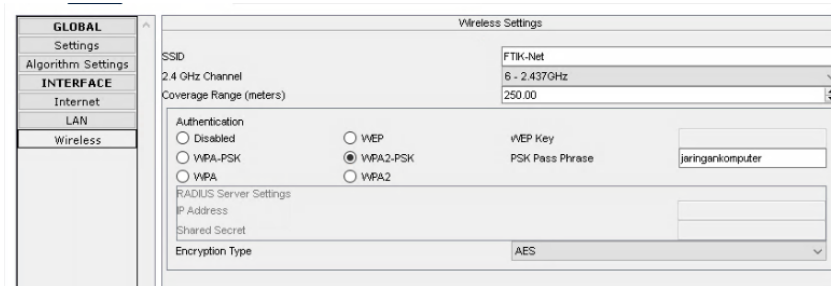 Wireless Settings
GLOBAL
Settings
Algorithm Settings
INTERFACE
Internet
LAN
Wireless
SSID FTIK-Net
2.4 GHz Channel 6 - 2.437GHz
Coverage Range (meters) 250.00
Authentication
Disabled WEP WEP Key
WPA-PSK WPA2-PSK PSK Pass Phrase jaringankomputer
WPA WPA2
RADIUS Server Settings
IP Address
Shared Secret
Encryption Type AES